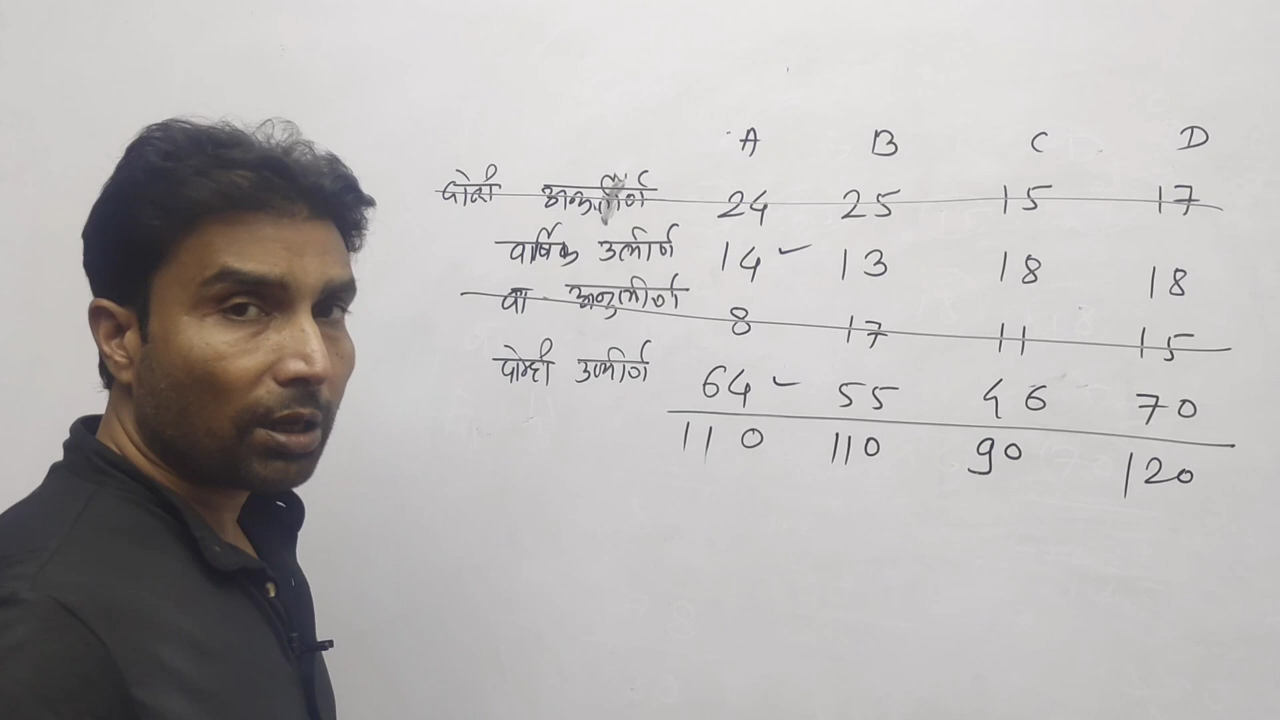 A B C D
दोनों अनुत्तीर्ण 24 25 15 17
वार्षिक उत्तीर्ण 14 13 18 18
वा अनुत्तीर्ण 8 17 11 15
उत्तीर्ण 64 55 46 70
110 110 90 120